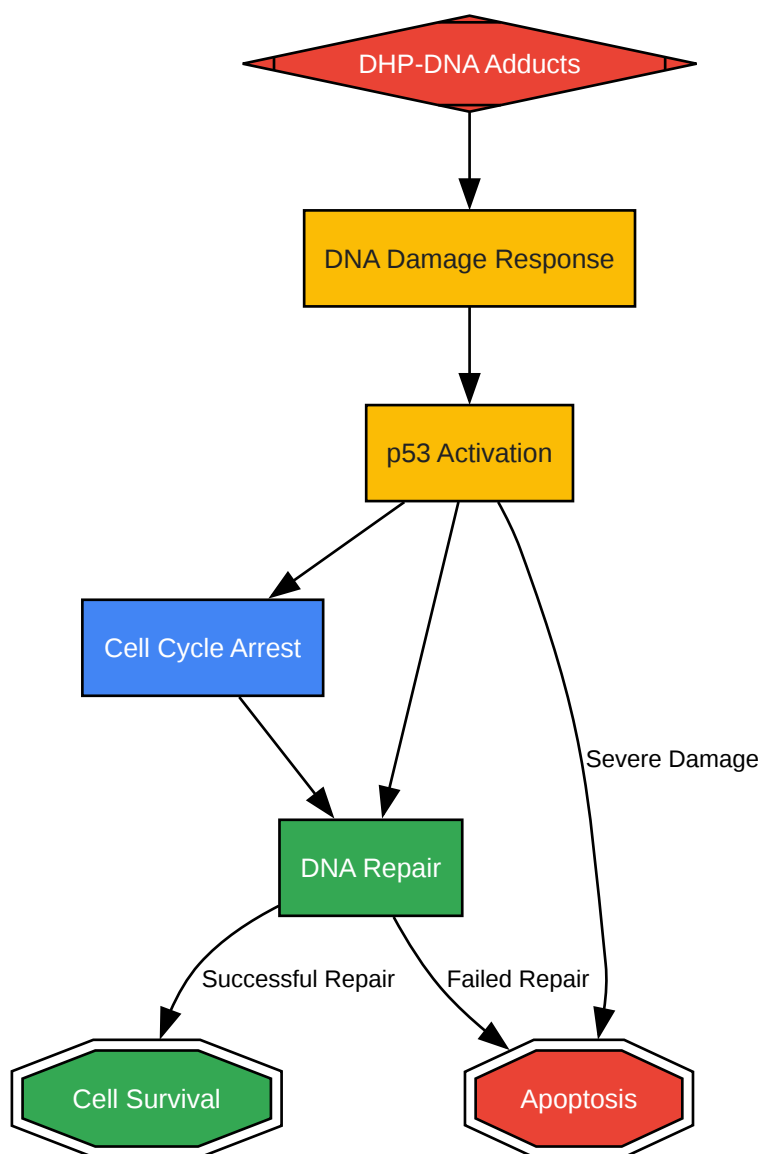 DHP-DNA Adducts
DNA Damage Response
p53 Activation
Cell Cycle Arrest
Severe Damage
DNA Repair
Successful Repair
Failed Repair
Cell Survival
Apoptosis